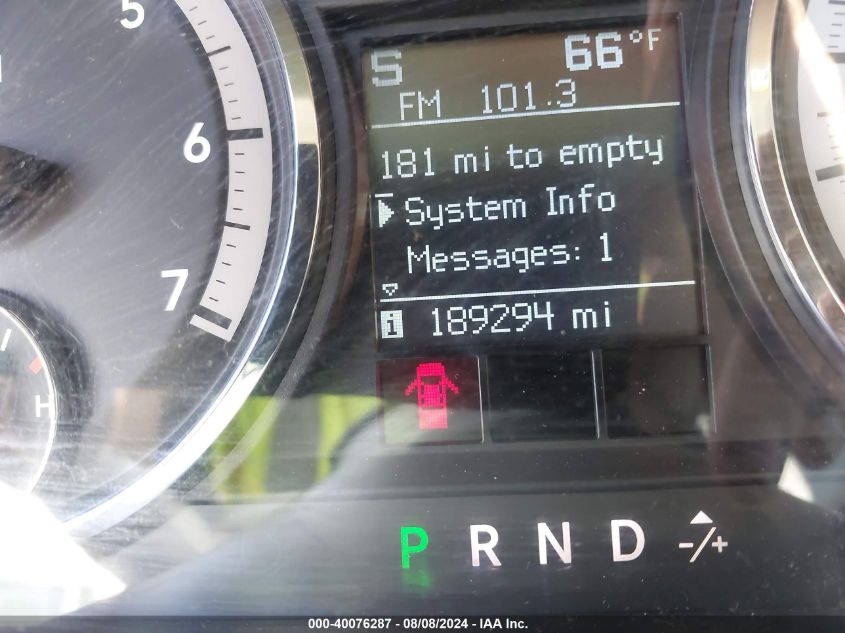 5
6
7
H
S 66°F
FM 101.3
181 mi to empty
System Info
Messages: 1
189294 mi
P R N D -/+
000-40076287 - 08/08/2024 - IAA Inc.